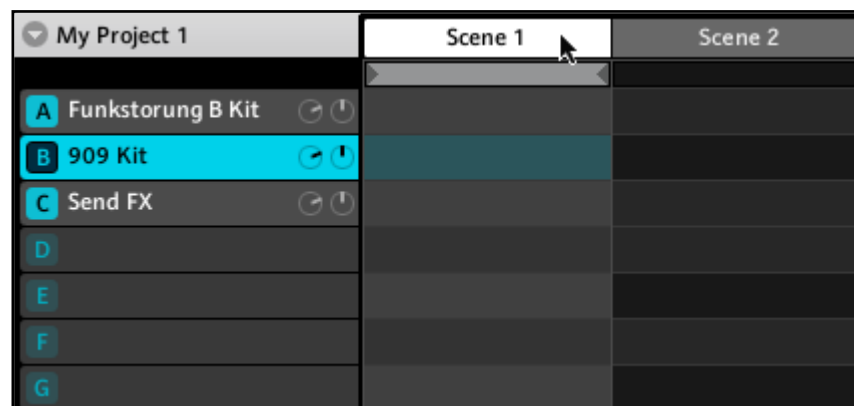 My Project 1 Scene 1 Scene 2
A Funkstorung B Kit
B 909 Kit
C Send FX
D
E
F
G